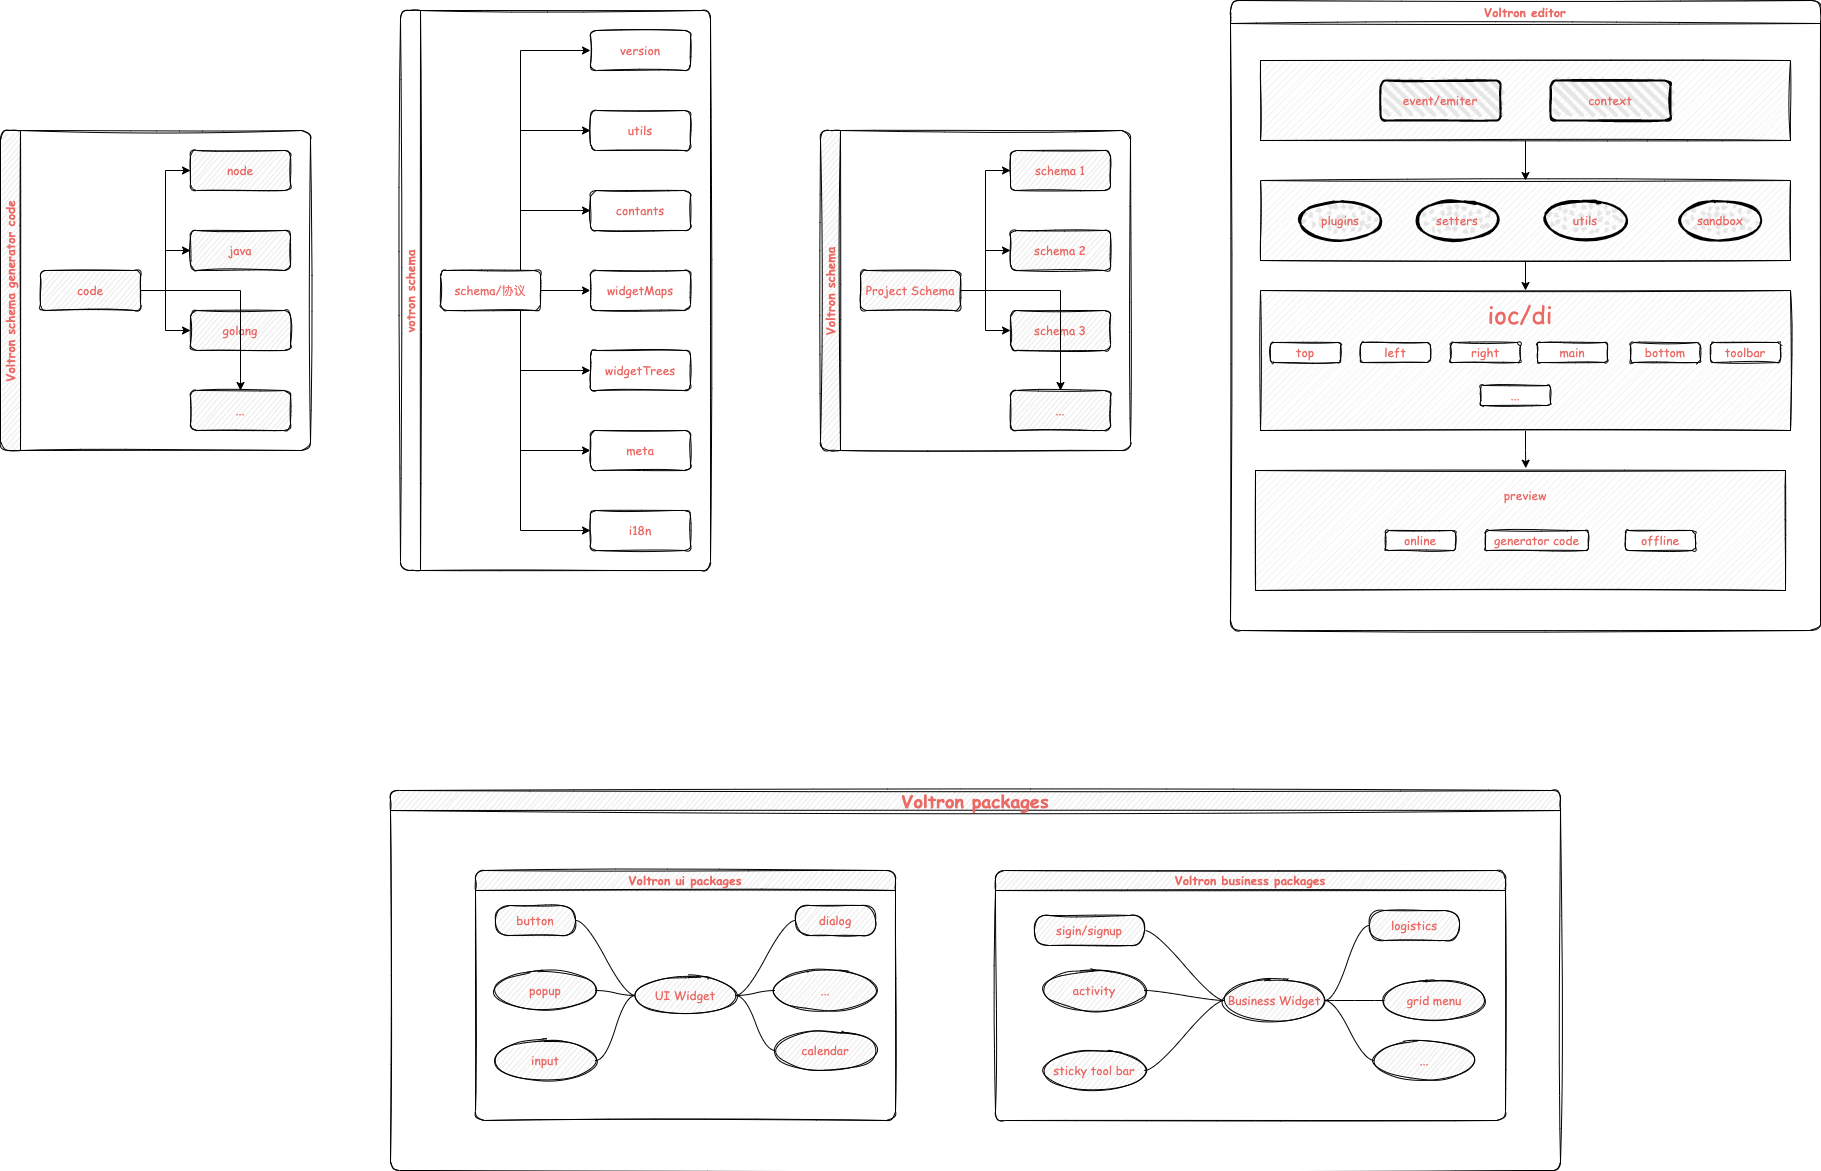 Voltron schema generator code
code
node
java
golang
...
votron schema
schema/协议
version
utils
contants
widgetMaps
widgetTrees
meta
i18n
Voltron schema
Project Schema
schema 1
schema 2
schema 3
...
Voltron editor
event/emiter
context
plugins
setters
utils
sandbox
ioc/di
top
left
right
main
bottom
toolbar
...
preview
online
generator code
offline
Voltron packages
Voltron ui packages
button
popup
input
UI Widget
dialog
...
calendar
Voltron business packages
sigin/signup
activity
sticky tool bar
Business Widget
logistics
grid menu
...